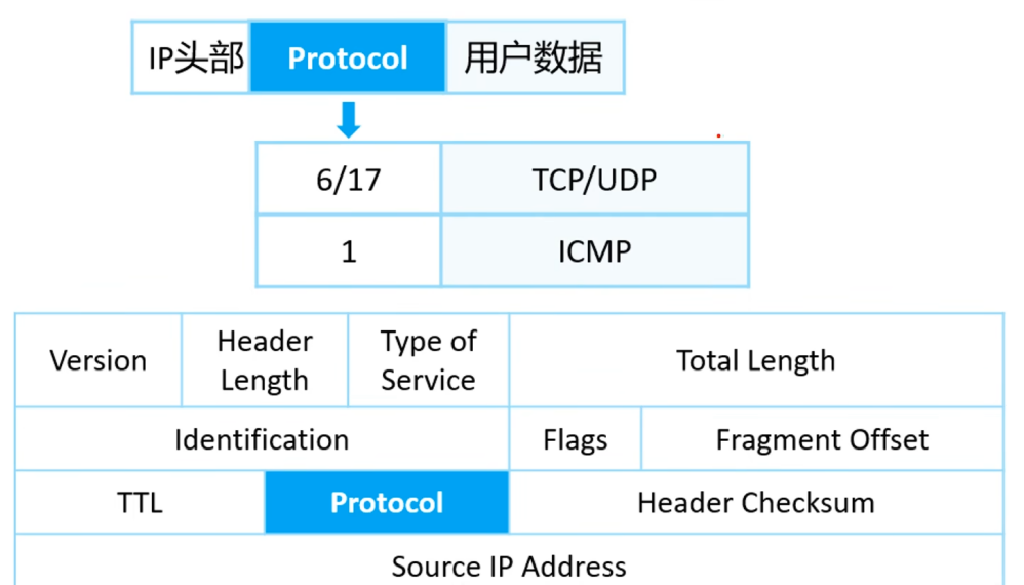 IP头部 Protocol 用户数据
6/17 TCP/UDP
1 ICMP
Version Header Length Type of Service Total Length
Identification Flags Fragment Offset
TTL Protocol Header Checksum
Source IP Address